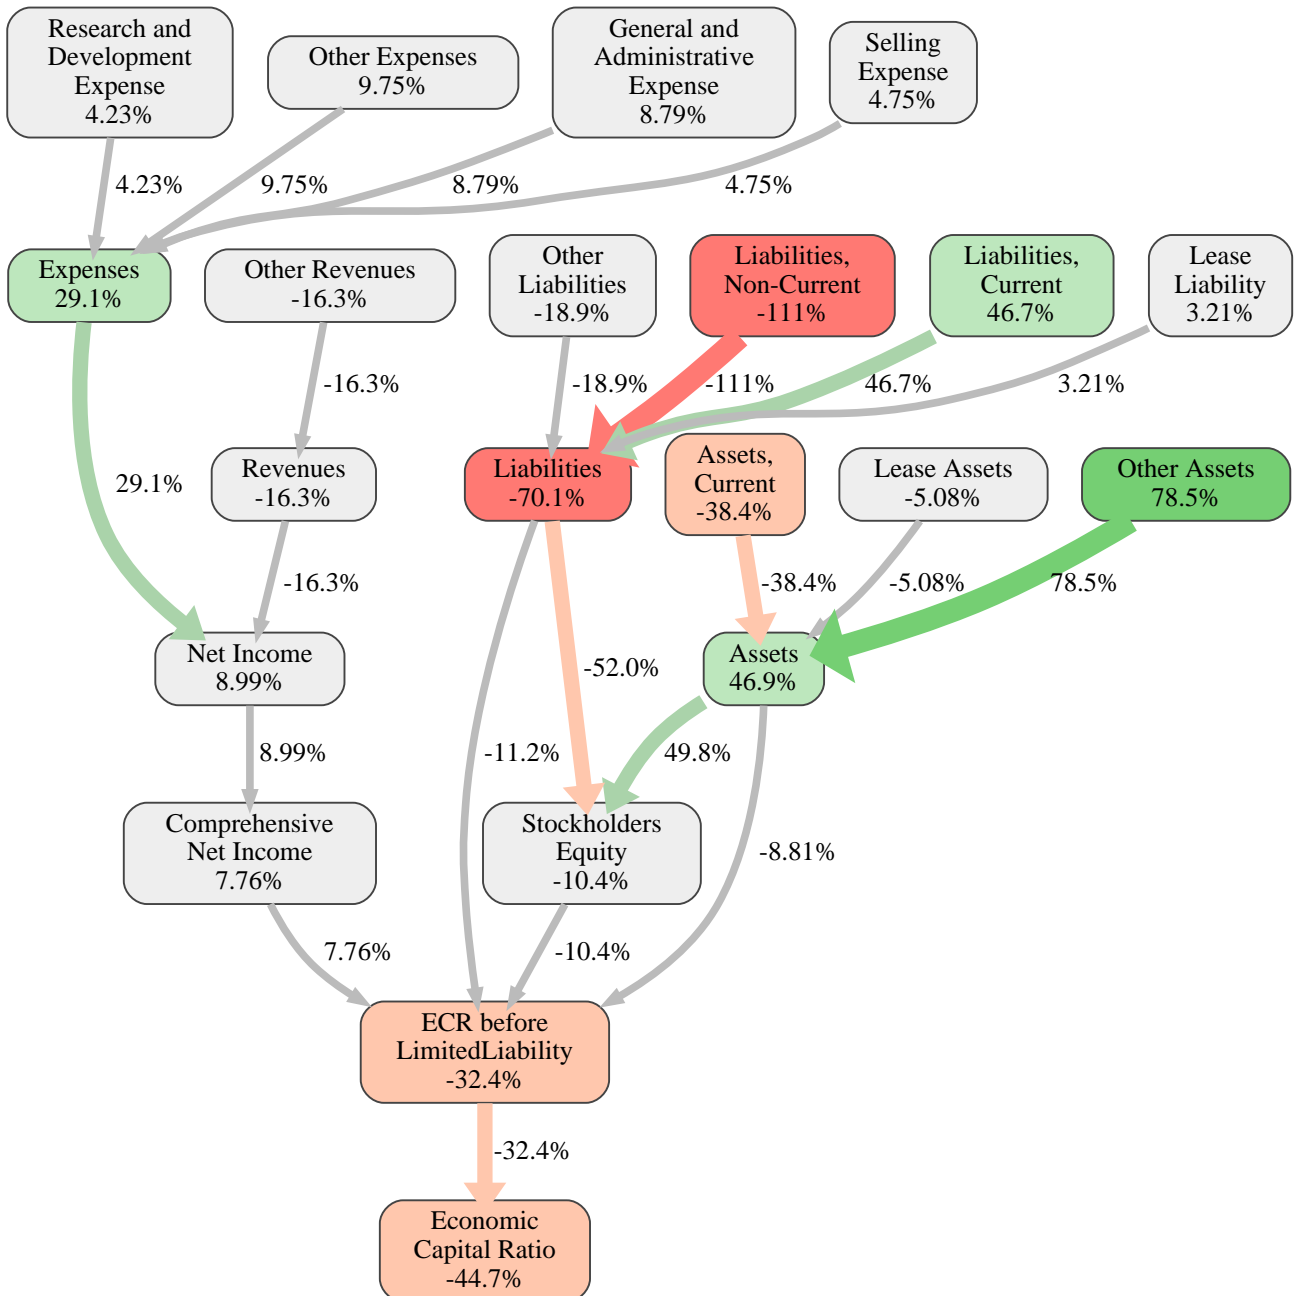 Research and
Development
Expense
4.23%
Other Expenses
9.75%
General and
Administrative
Expense
8.79%
Selling
Expense
4.75%
4.23%
9.75%
8.79%
4.75%
Expenses
29.1%
Other Revenues
-16.3%
Other
Liabilities
-18.9%
Liabilities,
Non-Current
-111%
Liabilities,
Current
46.7%
Lease
Liability
3.21%
-16.3%
-18.9%
-111%
46.7%
3.21%
29.1%
Revenues
-16.3%
Liabilities
-70.1%
Assets,
Current
-38.4%
Lease Assets
-5.08%
Other Assets
78.5%
-16.3%
-38.4%
-5.08%
78.5%
Net Income
8.99%
-52.0%
Assets
46.9%
8.99%
-11.2%
49.8%
Comprehensive
Net Income
7.76%
Stockholders
Equity
-10.4%
-8.81%
7.76%
-10.4%
ECR before
LimitedLiability
-32.4%
-32.4%
Economic
Capital Ratio
-44.7%